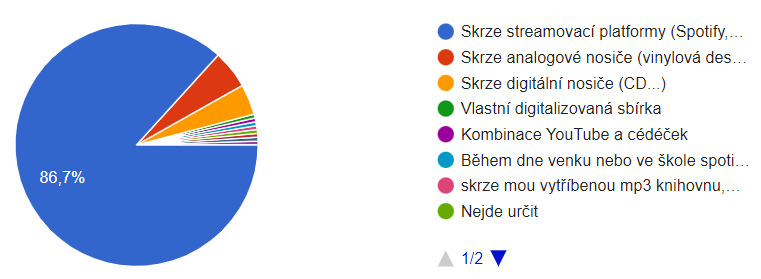 Skrze streamovací platformy (Spotify,...
Skrze analogové nosiče (vinylová des...
Skrze digitální nosiče (CD...)
Vlastní digitalizovaná sbírka
Kombinace YouTube a cédéček
Během dne venku nebo ve škole spoti...
skrze mou vytříbenou mp3 knihovnu,...
Nejde určit
86,7%
1/2